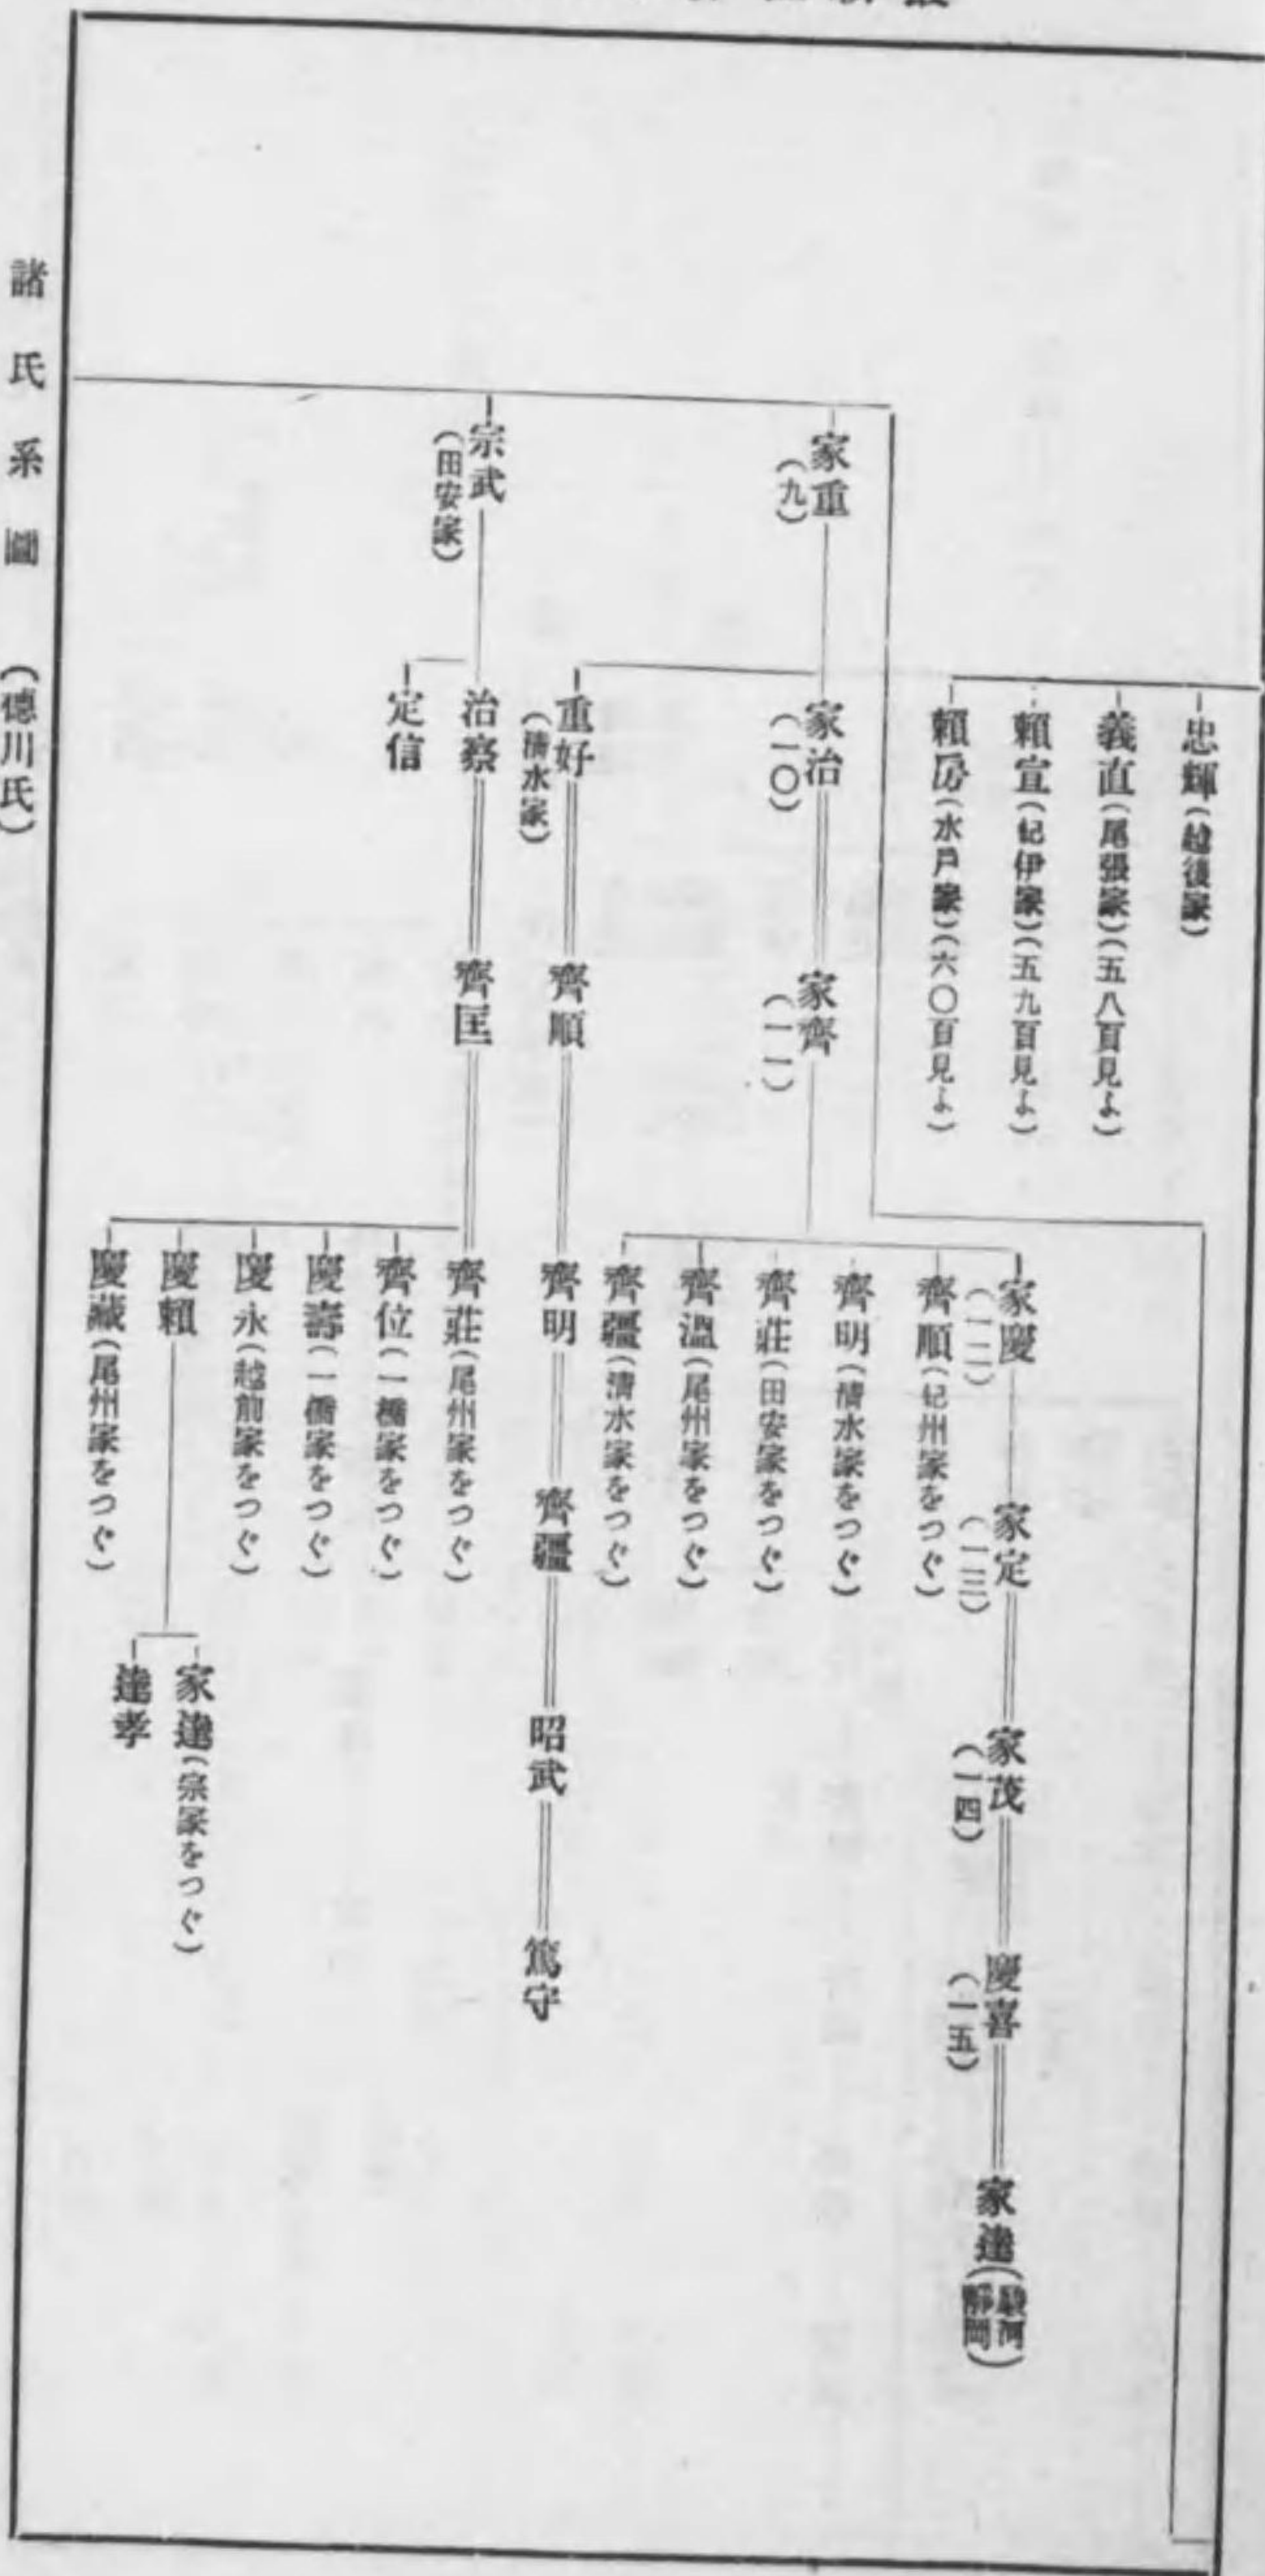 忠輝(越後家)
義直(尾張家)(五八頁見よ)
賴宣(紀伊家)(五九頁見よ)
賴房(水戶家)(六〇頁見よ)
家重
(九)
家治
(一〇)
家齊
(一一)
家慶
(一二)
家定
(一三)
家茂
(一四)
慶喜
(一五)
家達(駿河靜岡)
齊順(紀州家をつぐ)
齊明(淸水家をつぐ)
齊莊(田安家をつぐ)
齊溫(尾州家をつぐ)
齊彊(淸水家をつぐ)
重好
(淸水家)
齊順
齊明
齊彊
昭武
篤守
宗武
(田安家)
治察
齊匡
齊莊(尾州家をつぐ)
齊位(一橋家をつぐ)
慶壽(一橋家をつぐ)
慶永(越前家をつぐ)
慶賴
家達(宗家をつぐ)
達孝
慶臧(尾州家をつぐ)
定信
諸氏系圖 (德川氏)